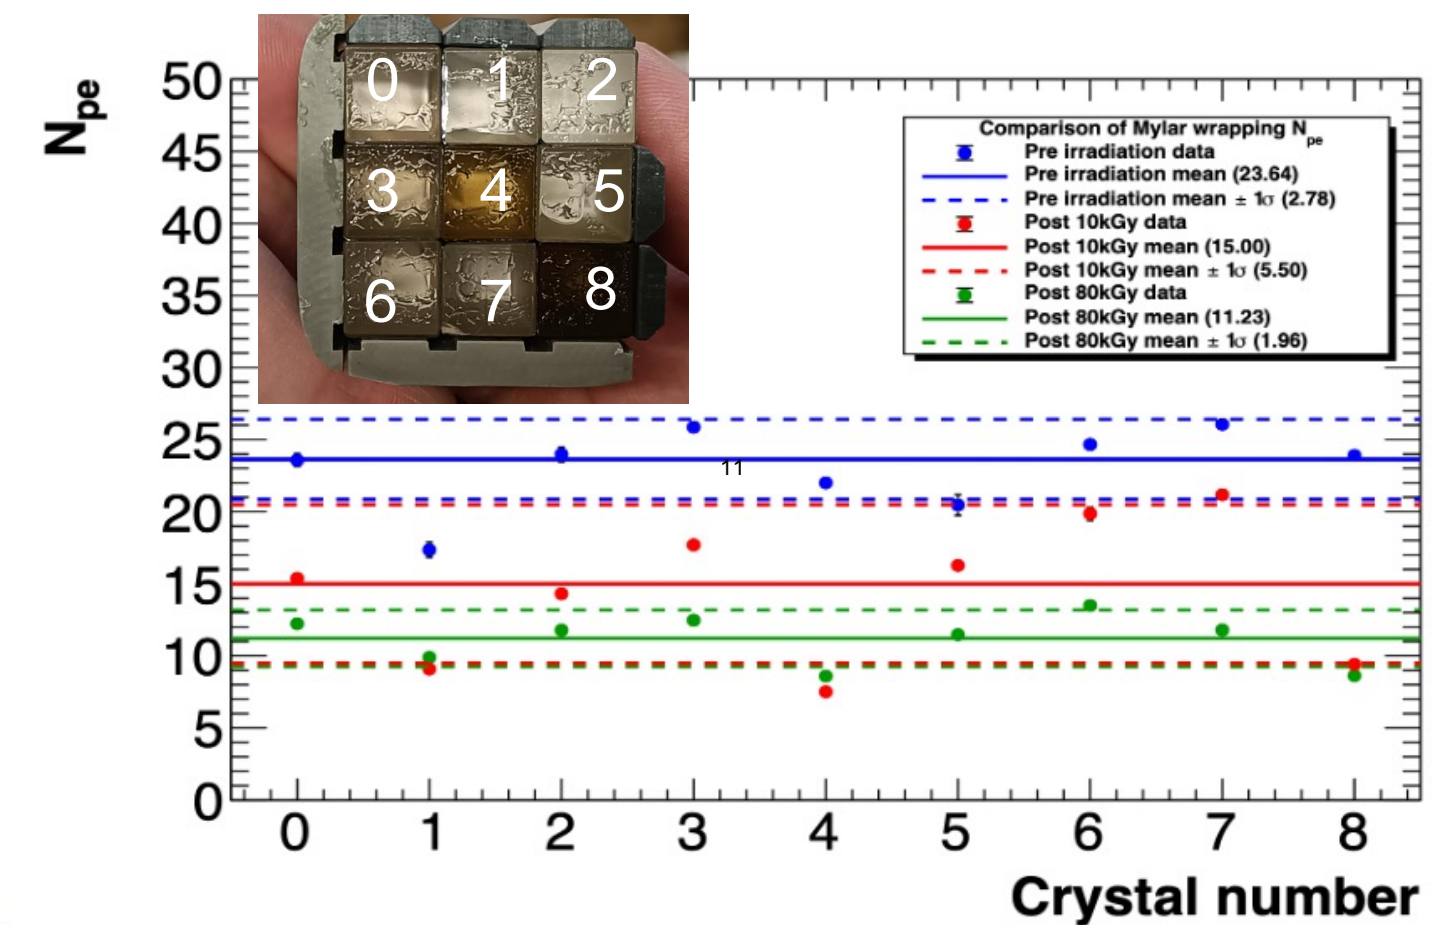 N_pe
50
45
40
35
30
25
20
15
10
5
0
0 1 2
3 4 5
6 7 8
Comparison of Mylar wrapping N_pe
Pre irradiation data
Pre irradiation mean (23.64)
Pre irradiation mean ± 1σ (2.78)
Post 10kGy data
Post 10kGy mean (15.00)
Post 10kGy mean ± 1σ (5.50)
Post 80kGy data
Post 80kGy mean (11.23)
Post 80kGy mean ± 1σ (1.96)
11
0 1 2 3 4 5 6 7 8
Crystal number